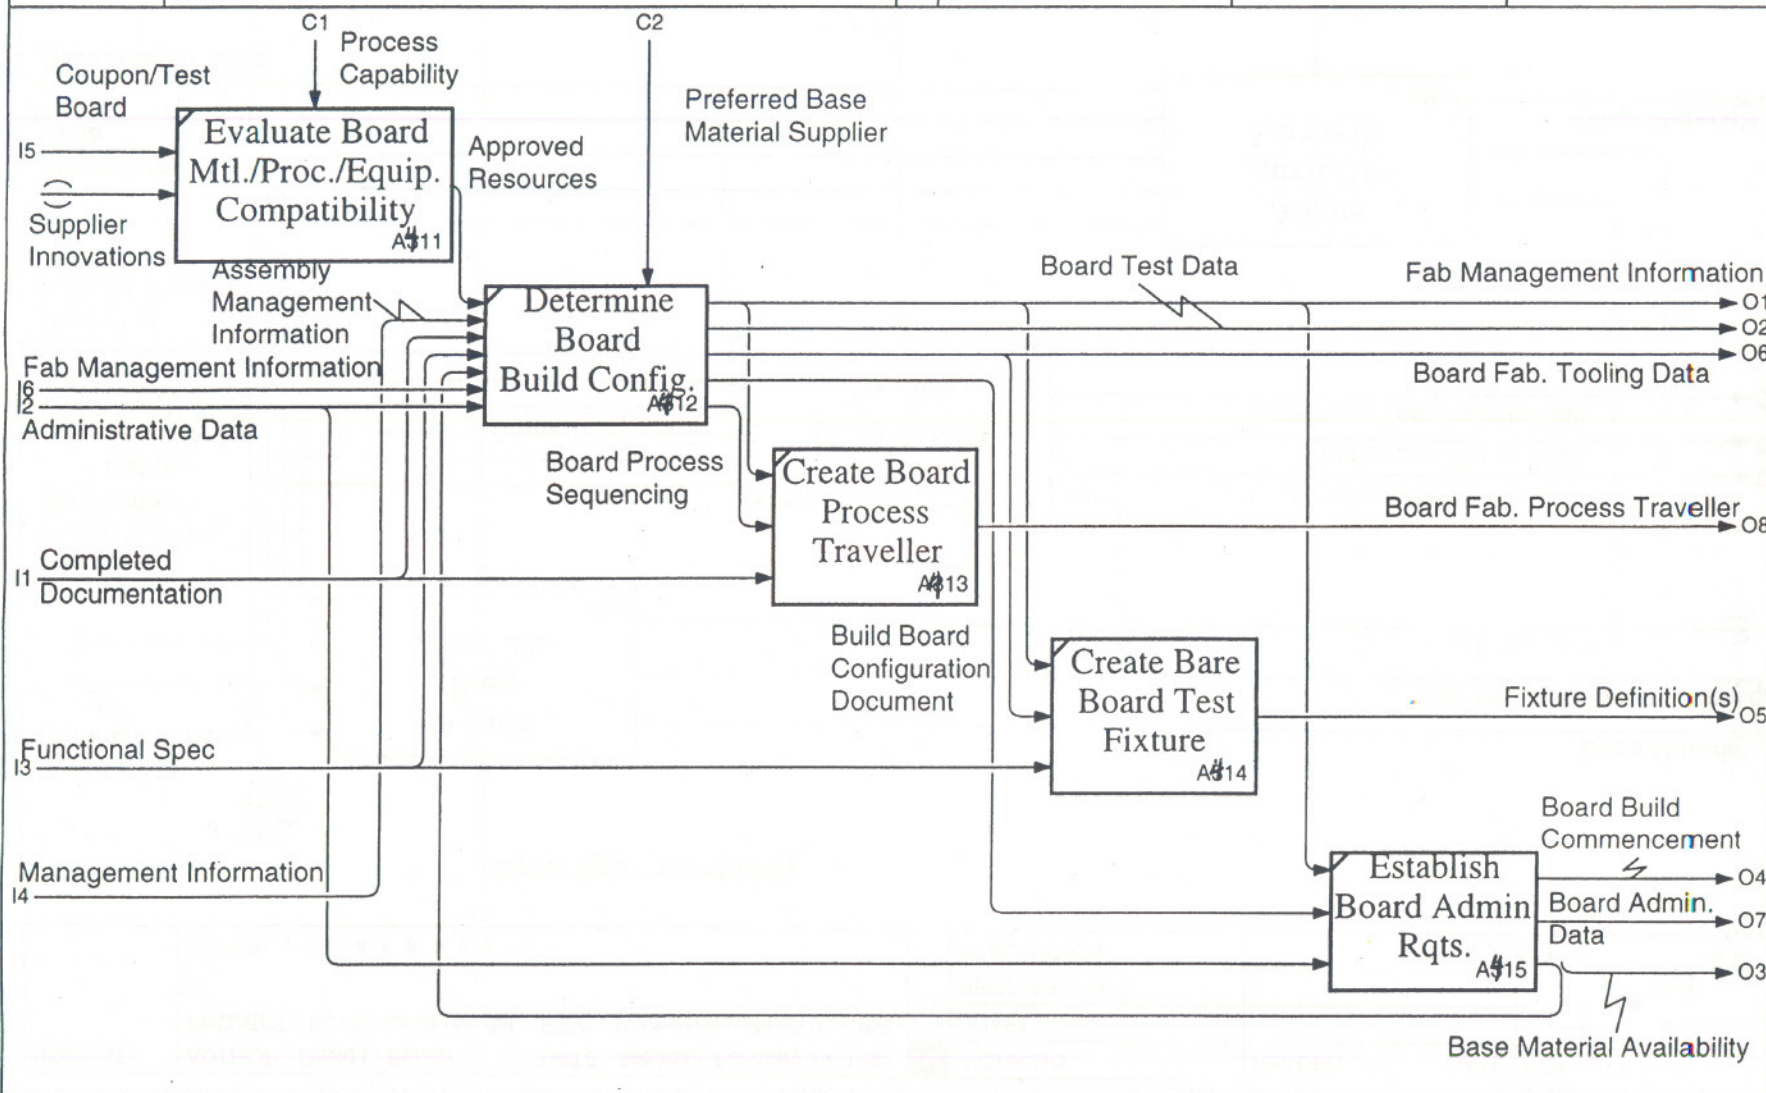 C1
C2
Process
Capability
Coupon/Test
Board
Preferred Base
Material Supplier
Evaluate Board
Mtl./Proc./Equip.
Compatibility
I5
Approved
Resources
Supplier
Innovations
Assembly
Management
Information
Determine
Board
Build Config.
Board Test Data
Fab Management Information
O1
O2
O6
Fab Management Information
I6
I2
Administrative Data
Board Fab. Tooling Data
Board Process
Sequencing
Create Board
Process
Traveller
Board Fab. Process Traveller
O8
I1
Completed
Documentation
Build Board
Configuration
Document
Create Bare
Board Test
Fixture
Fixture Definition(s)
O5
Functional Spec
I3
Board Build
Commencement
Management Information
I4
Establish
Board Admin
Rqts.
O4
Board Admin.
Data
O7
O3
Base Material Availability